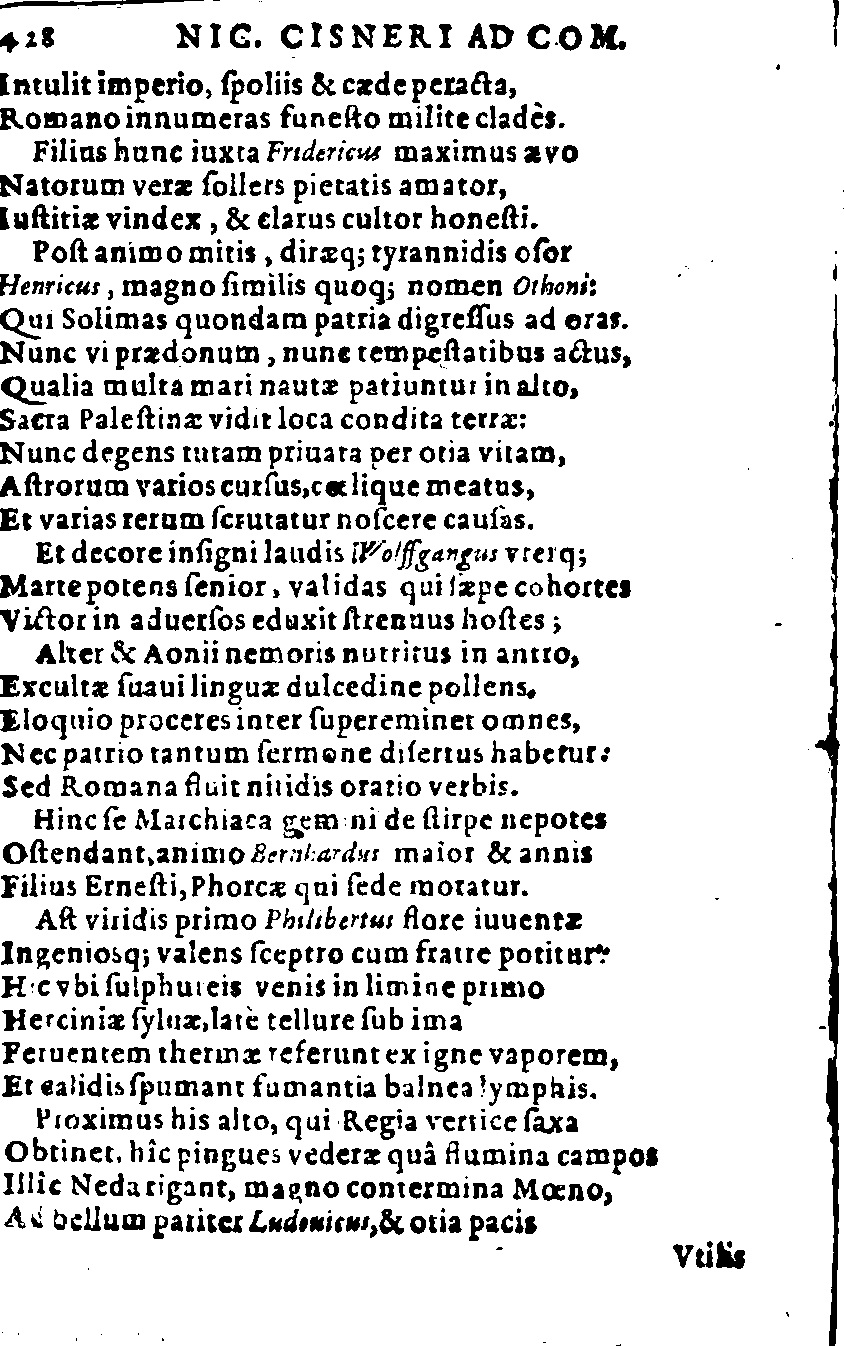 428 NIC. CISNERI AD COM.
Intulit imperio, ſpoliis & cæde peracta,
Romano innumeras funeſto milite cladès.
Filius hunc iuxta Fridericus maximus ævo
Natorum veræ ſollers pietatis amator,
Iuſtitiæ vindex, & clarus cultor honeſti.
Poſt animo mitis, diræq; tyrannidis oſor
Henricus, magno ſimilis quoq; nomen Othoni:
Qui Solimas quondam patria digreſſus ad oras.
Nunc vi prædonum, nunc tempeſtatibus actus,
Qualia multa mari nautæ patiuntur in alto,
Sacra Paleſtinæ vidit loca condita terræ:
Nunc degens tutam priuata per otia vitam,
Aſtrorum varios curſus, cœlique meatus,
Et varias rerum ſcrutatur noſcere cauſas.
Et decore inſigni laudis Wolffgangus vterq;
Marte potens ſenior, validas qui ſæpe cohortes
Victor in aduerſos eduxit ſtrenuus hoſtes;
Alter & Aonii nemoris nutritus in antro,
Excultæ ſuaui linguæ dulcedine pollens,
Eloquio proceres inter ſupereminet omnes,
Nec patrio tantum ſermone diſertus habetur:
Sed Romana fluit nitidis oratio verbis.
Hinc ſe Marchiaca gemini de ſtirpe nepotes
Oſtendant, animo Bernhardus maior & annis
Filius Erneſti, Phorcæ qui ſede moratur.
Aſt viridis primo Philibertus flore iuuentæ
Ingenioſq; valens ſceptro cum fratre potitur:
Hic vbi ſulphureis venis in limine primo
Herciniæ ſyluæ, latè tellure ſub ima
Feruentem thermæ referunt ex igne vaporem,
Et calidis ſpumant fumantia balnea lymphis.
Proximus his alto, qui Regia vertice ſaxa
Obtinet, hîc pingues vederæ quâ flumina campos
Illîc Neda rigant, magno contermina Mœno,
Ad bellum pariter Ludouicus, & otia pacis
Vtilis